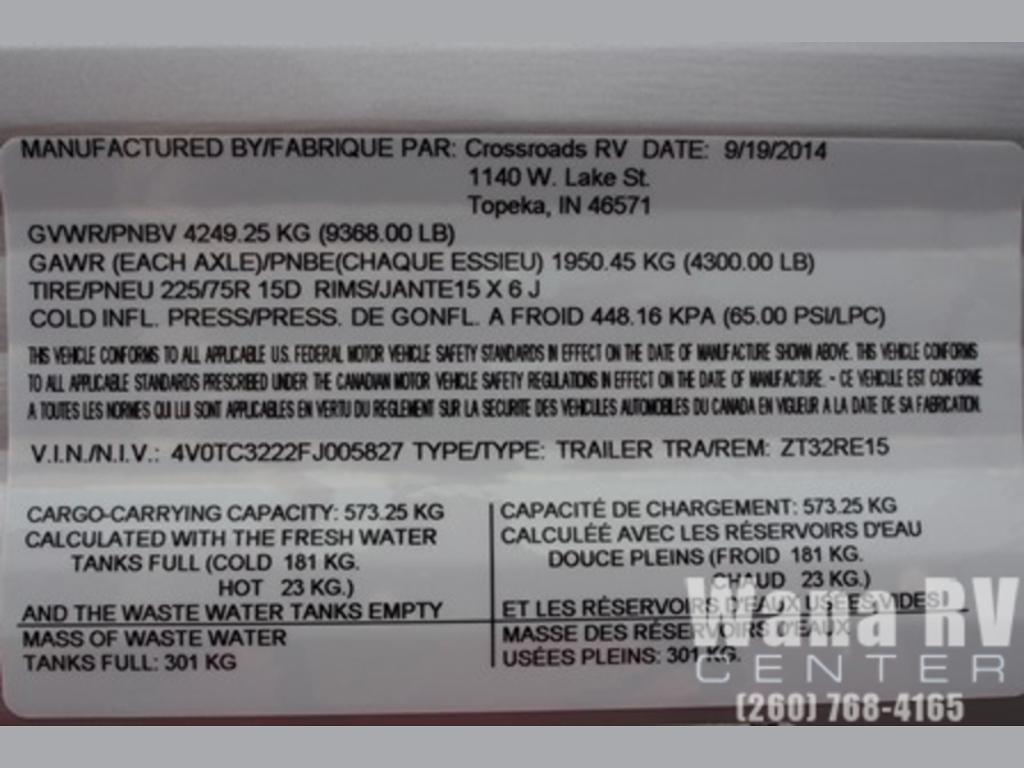 MANUFACTURED BY/FABRIQUE PAR: Crossroads RV DATE: 9/19/2014
1140 W. Lake St.
Topeka, IN 46571
GVWR/PNBV 4249.25 KG (9368.00 LB)
GAWR (EACH AXLE)/PNBE(CHAQUE ESSIEU) 1950.45 KG (4300.00 LB)
TIRE/PNEU 225/75R 15D RIMS/JANTE15 X 6 J
COLD INFL. PRESS/PRESS. DE GONFL. A FROID 448.16 KPA (65.00 PSI/LPC)
THIS VEHICLE CONFORMS TO ALL APPLICABLE U.S. FEDERAL MOTOR VEHICLE SAFETY STANDARDS IN EFFECT ON THE DATE OF MANUFACTURE SHOWN ABOVE. THIS VEHICLE CONFORMS
TO ALL APPLICABLE STANDARDS PRESCRIBED UNDER THE CANADIAN MOTOR VEHICLE SAFETY REGULATIONS IN EFFECT ON THE DATE OF MANUFACTURE. - CE VEHICULE EST CONFORME
A TOUTES LES NORMES QUI LUI SONT APPLICABLES EN VERTU DU REGLEMENT SUR LA SECURITE DES VEHICULES AUTOMOBILES DU CANADA EN VIGUEUR A LA DATE DE SA FABRICATION.
V.I.N./N.I.V.: 4V0TC3222FJ005827 TYPE/TYPE: TRAILER TRA/REM: ZT32RE15
CARGO-CARRYING CAPACITY: 573.25 KG
CALCULATED WITH THE FRESH WATER
TANKS FULL (COLD 181 KG.
HOT 23 KG.)
AND THE WASTE WATER TANKS EMPTY
MASS OF WASTE WATER
TANKS FULL: 301 KG
CAPACITÉ DE CHARGEMENT: 573.25 KG
CALCULÉE AVEC LES RÉSERVOIRS D'EAU
DOUCE PLEINS (FROID 181 KG.
CHAUD 23 KG.)
ET LES RÉSERVOIRS D'EAUX USÉES VIDES)
MASSE DES RÉSERVOIRS D'EAUX
USÉES PLEINS: 301 KG.
Wana RV
CENTER
(260) 768-4165